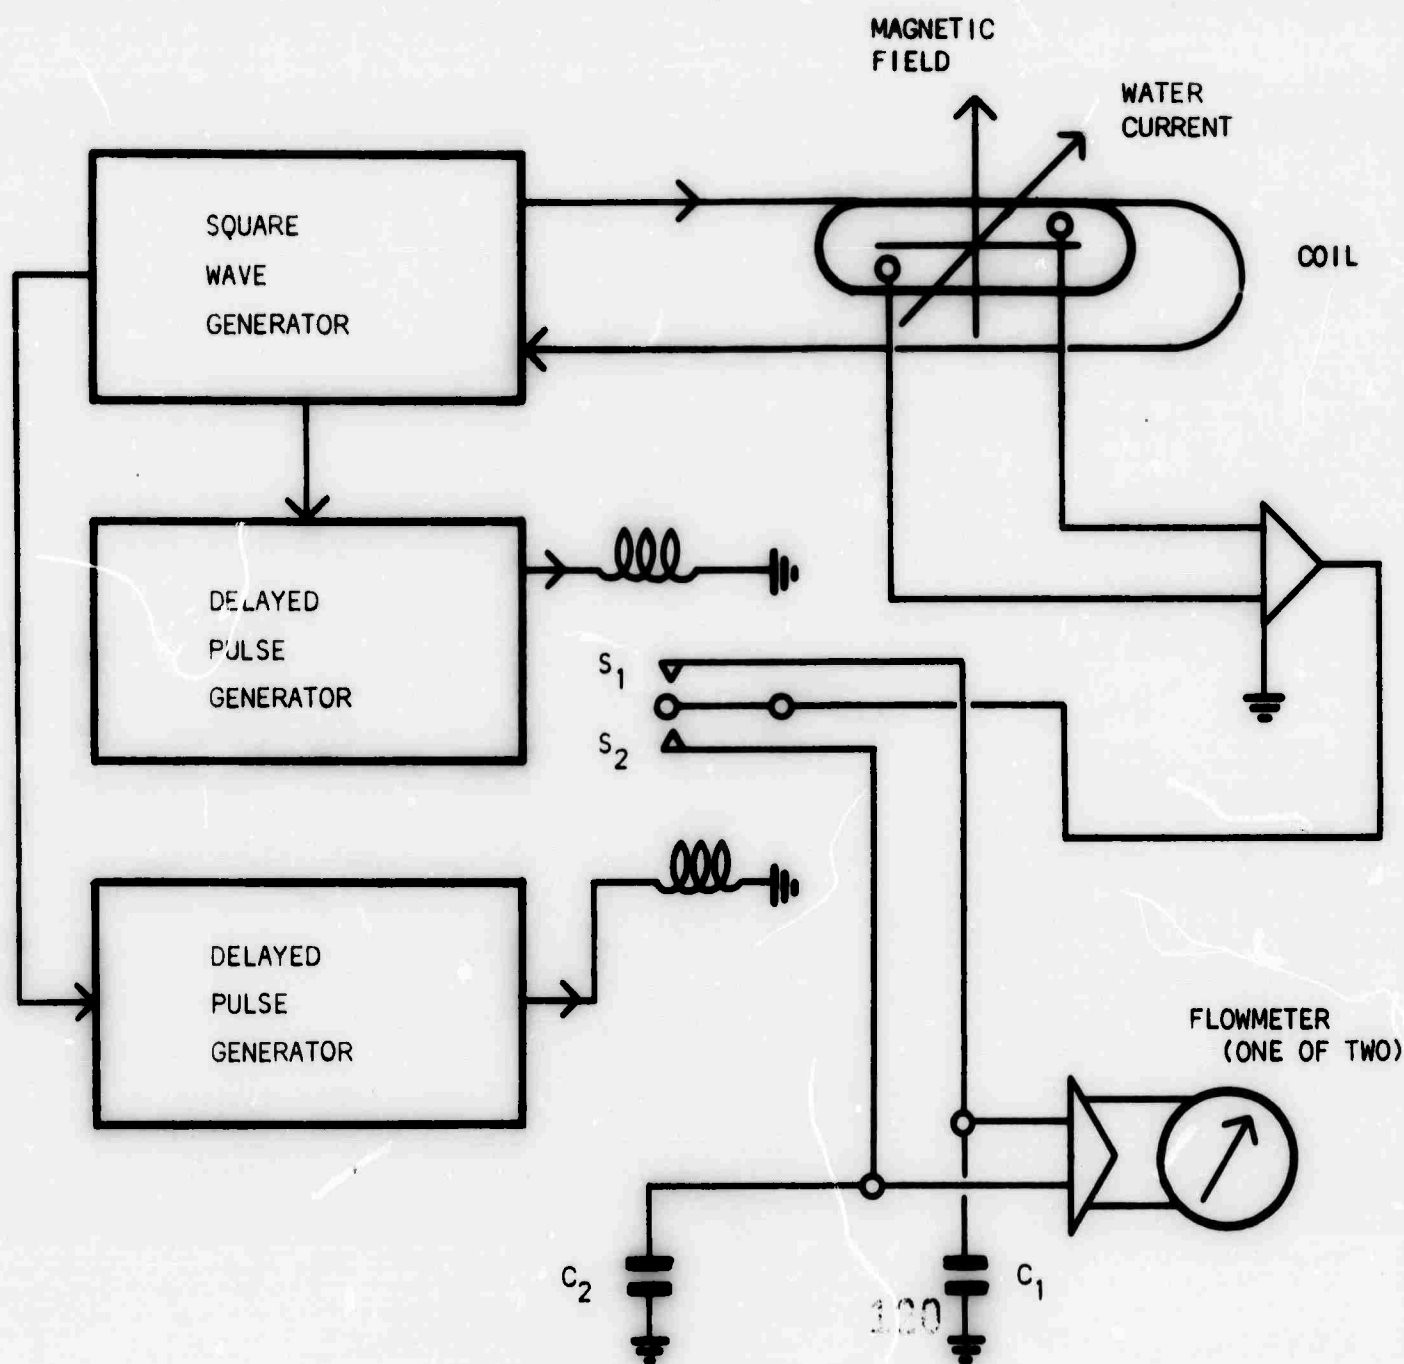 MAGNETIC
FIELD
WATER
CURRENT
SQUARE
WAVE
GENERATOR
COIL
DELAYED
PULSE
GENERATOR
S1
S2
DELAYED
PULSE
GENERATOR
FLOWMETER
(ONE OF TWO)
C2
C1
120